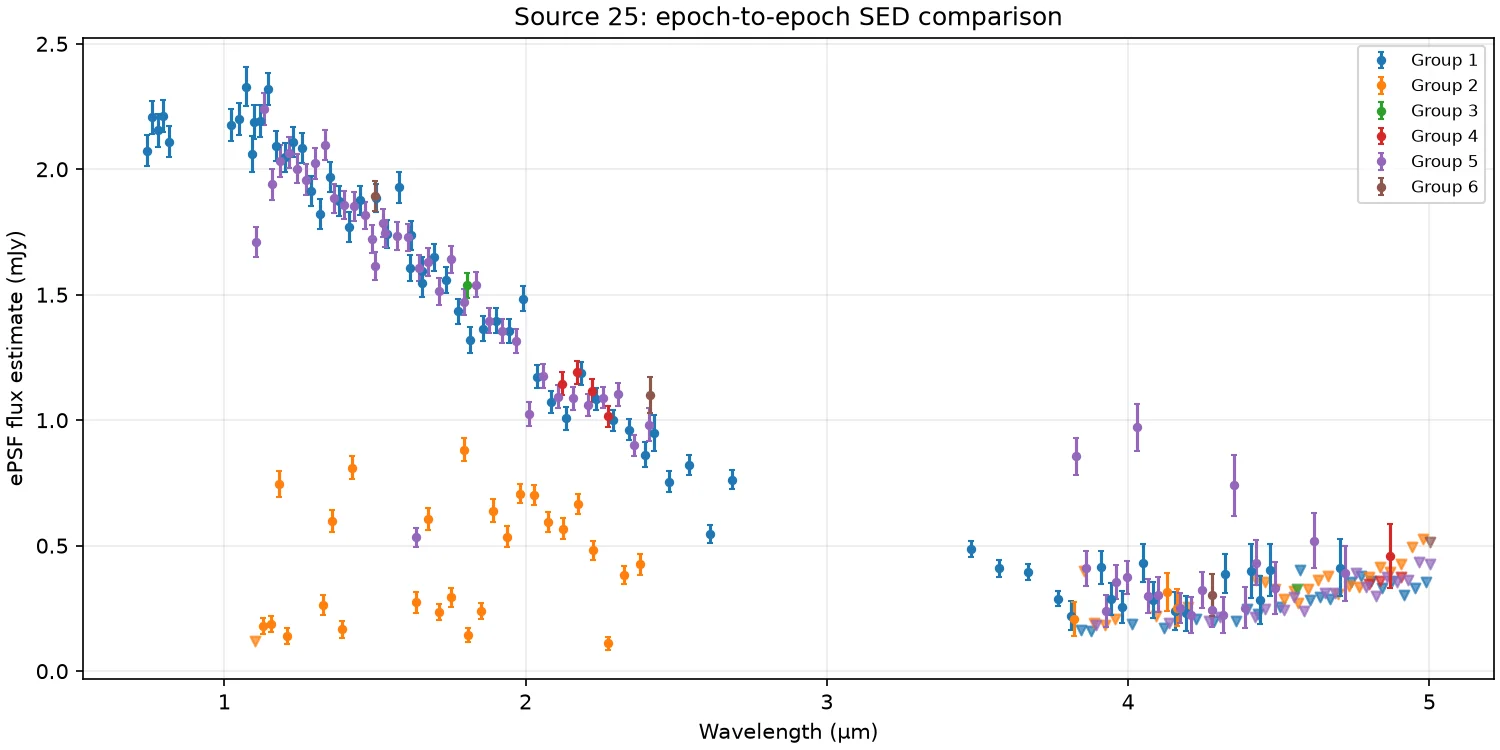 Source 25: epoch-to-epoch SED comparison
2.5
2.0
1.5
1.0
0.5
0.0
ePSF flux estimate (mJy)
Group 1
Group 2
Group 3
Group 4
Group 5
Group 6
1
2
3
4
5
Wavelength (μm)